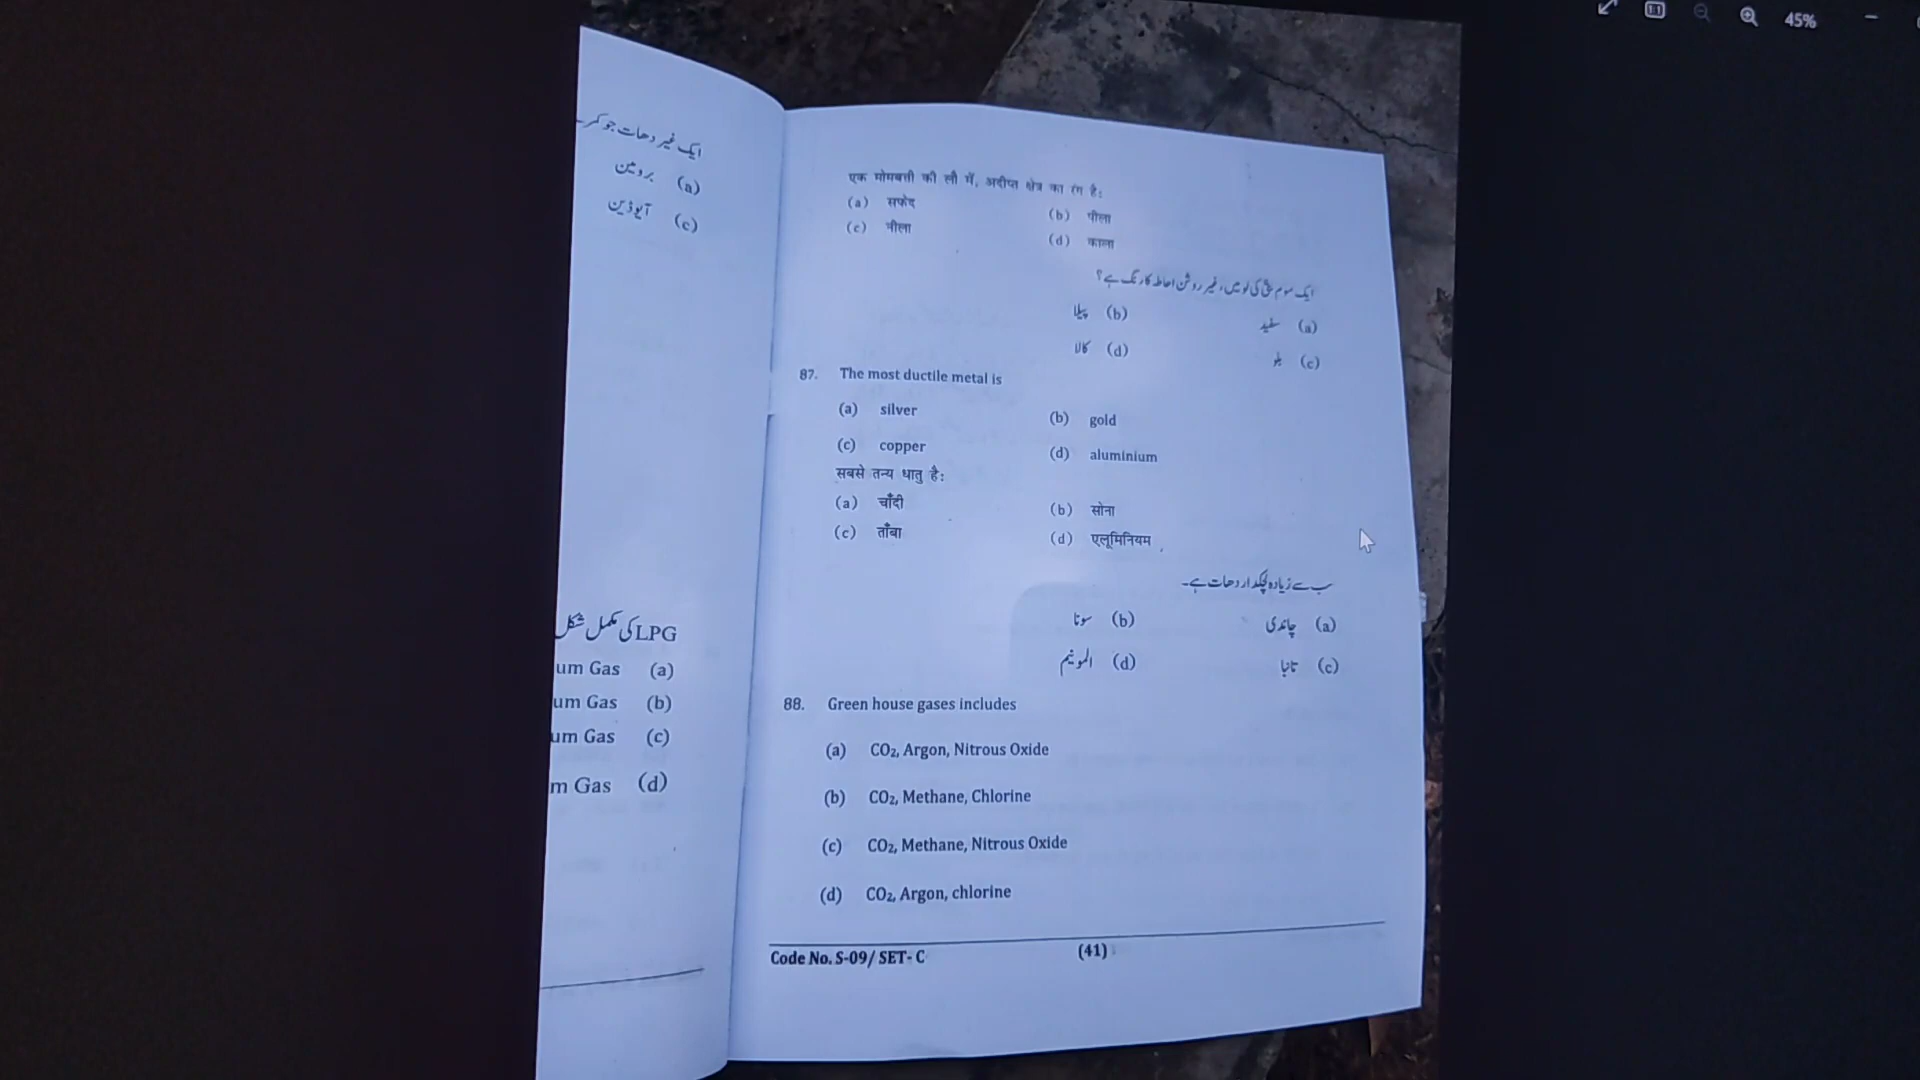 45%
ایک غیر دھات جو کمر
(a) برومین
(c) آیوڈین
LPG کی مکمل شکل
um Gas (a)
um Gas (b)
um Gas (c)
m Gas (d)
एक मोमबत्ती की लौ में, अदीप्त क्षेत्र का रंग है:
(a) सफेद (b) पीला
(c) नीला (d) काला
ایک موم بتی کی لو میں، غیر روشن احاطہ کا رنگ ہے؟
(a) سفید (b) پیلا
(c) بلو (d) کالا
87. The most ductile metal is
(a) silver (b) gold
(c) copper (d) aluminium
सबसे तन्य धातु है:
(a) चाँदी (b) सोना
(c) ताँबा (d) एलूमिनियम
سب سے زیادہ لچکدار دھات ہے۔
(a) چاندی (b) سونا
(c) تانبا (d) المونیم
88. Green house gases includes
(a) CO₂, Argon, Nitrous Oxide
(b) CO₂, Methane, Chlorine
(c) CO₂, Methane, Nitrous Oxide
(d) CO₂, Argon, chlorine
Code No. S-09/ SET- C (41)